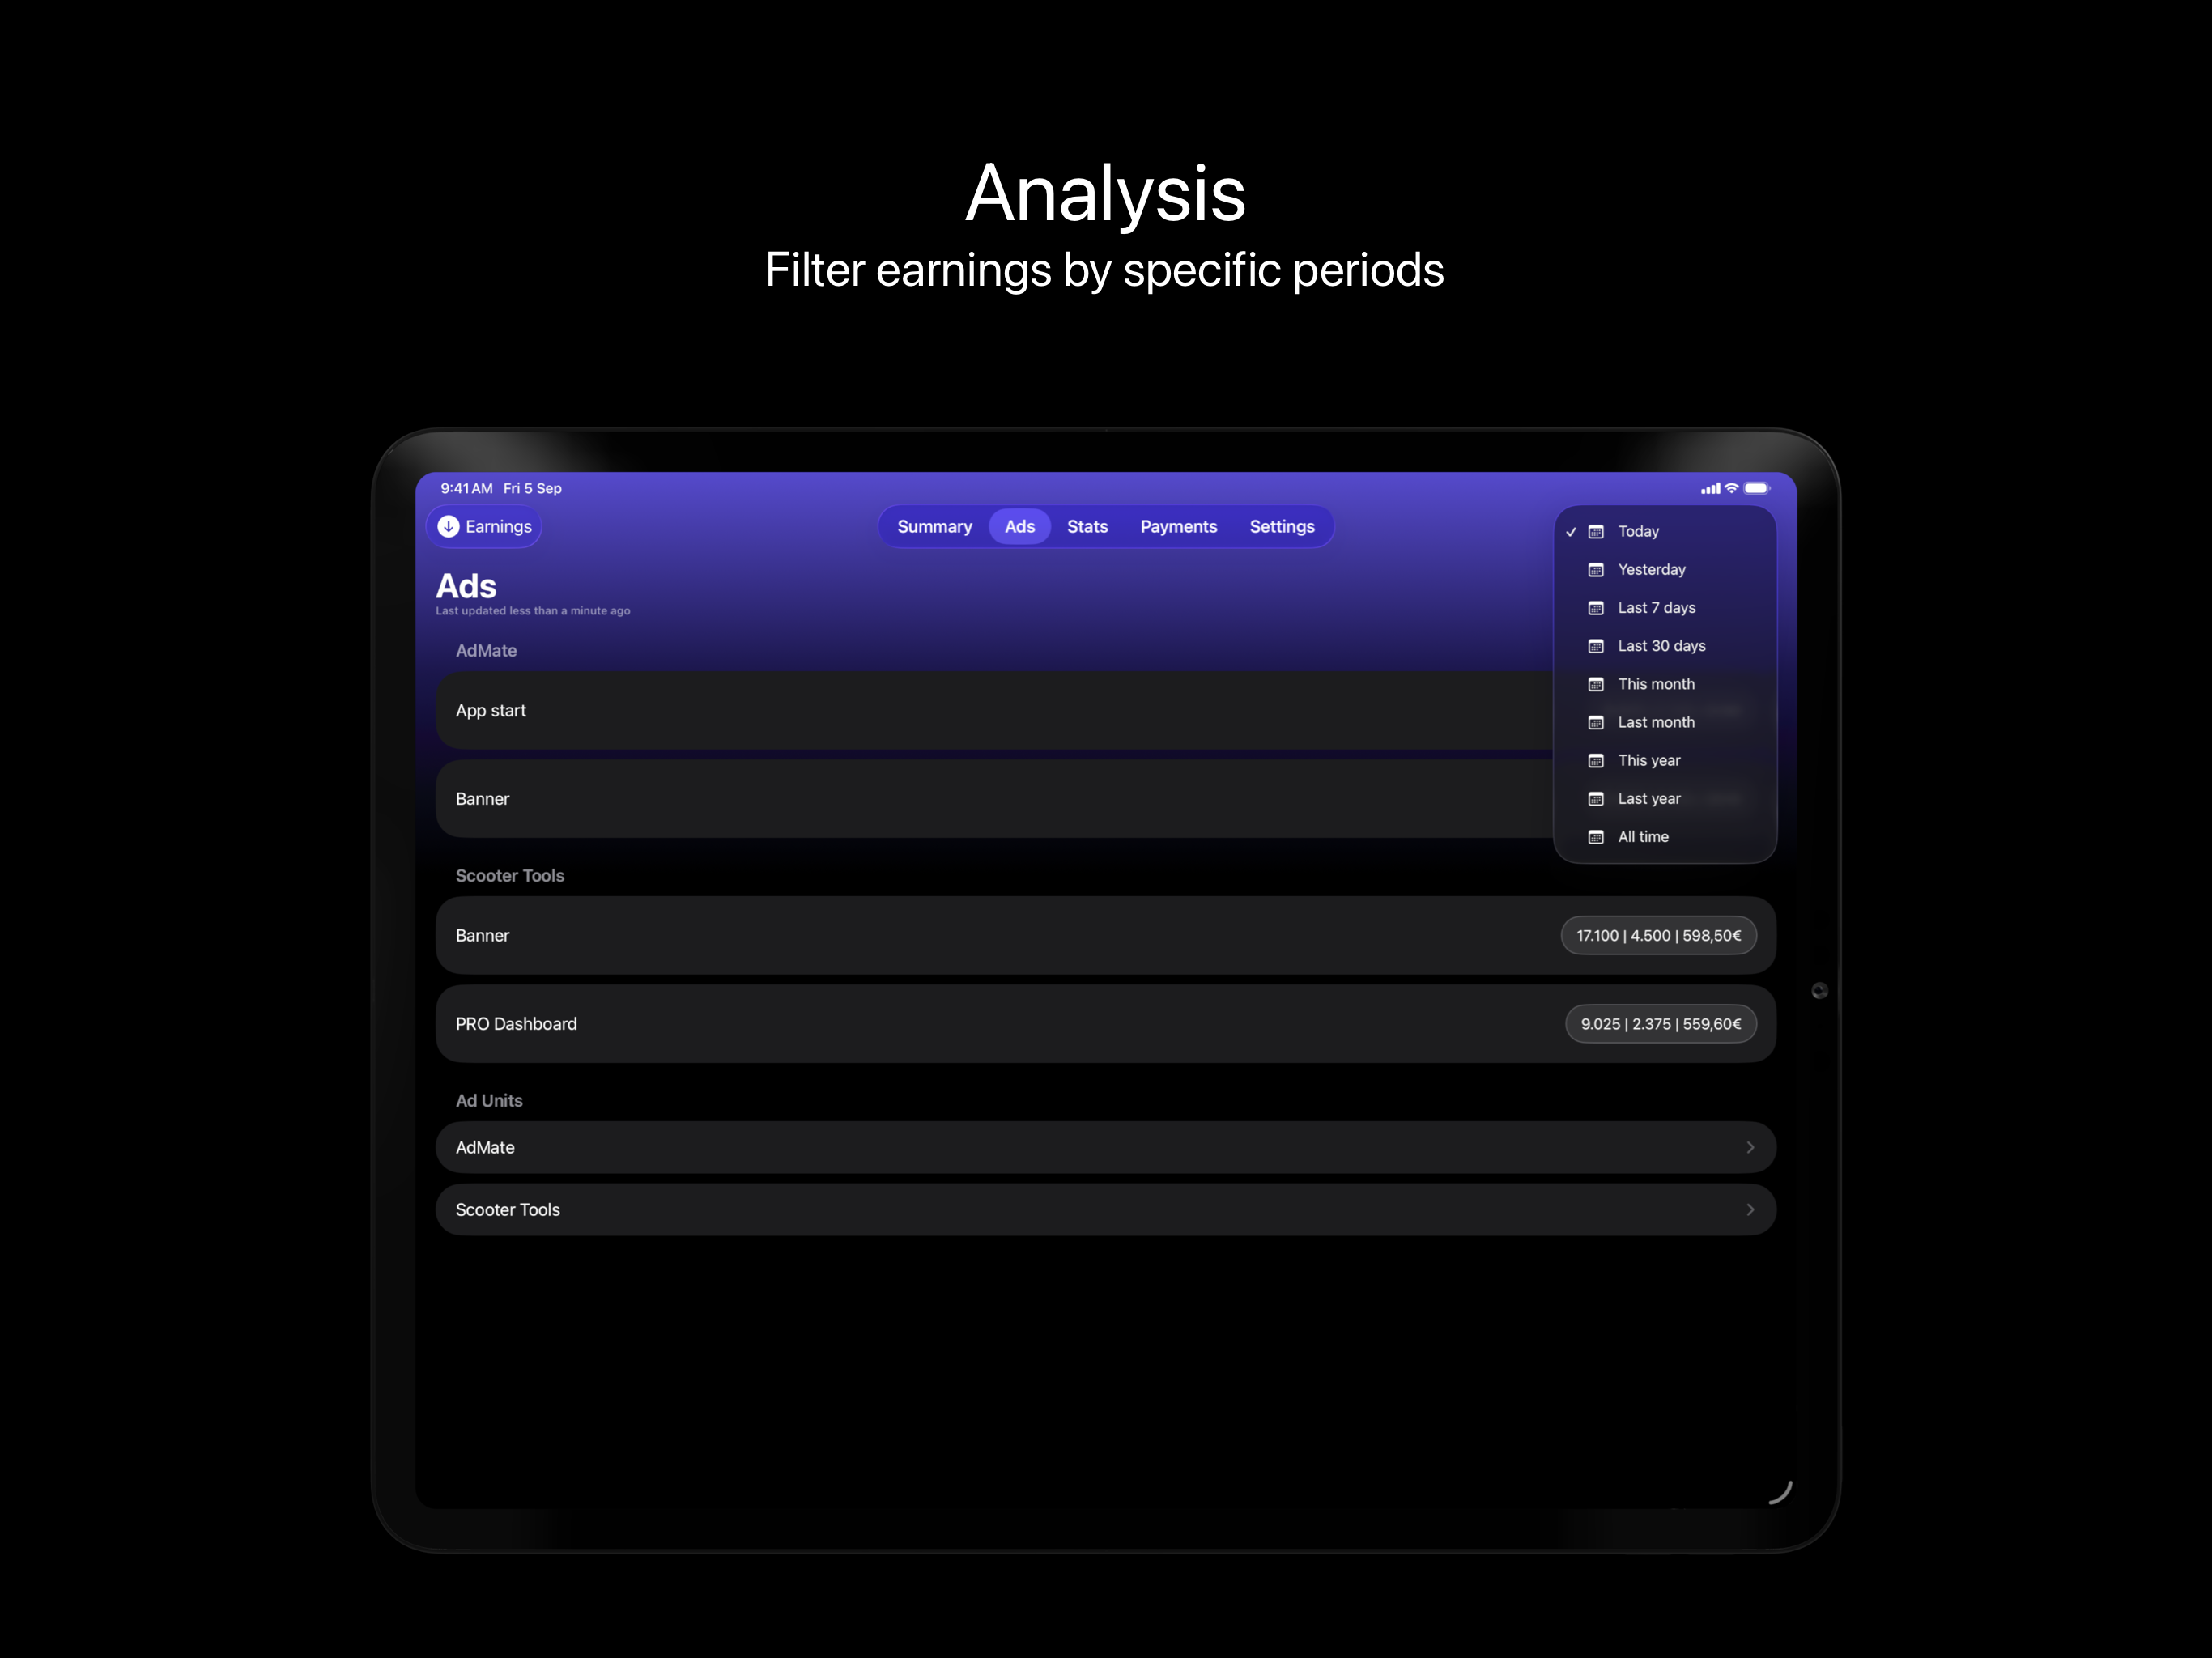 Analysis
Filter earnings by specific periods
9:41 AM Fri 5 Sep
Earnings
Summary Ads Stats Payments Settings
Today
Yesterday
Last 7 days
Last 30 days
This month
Last month
This year
Last year
All time
Ads
Last updated less than a minute ago
AdMate
App start
Banner
Scooter Tools
Banner 17.100 | 4.500 | 598,50€
PRO Dashboard 9.025 | 2.375 | 559,60€
Ad Units
AdMate
Scooter Tools